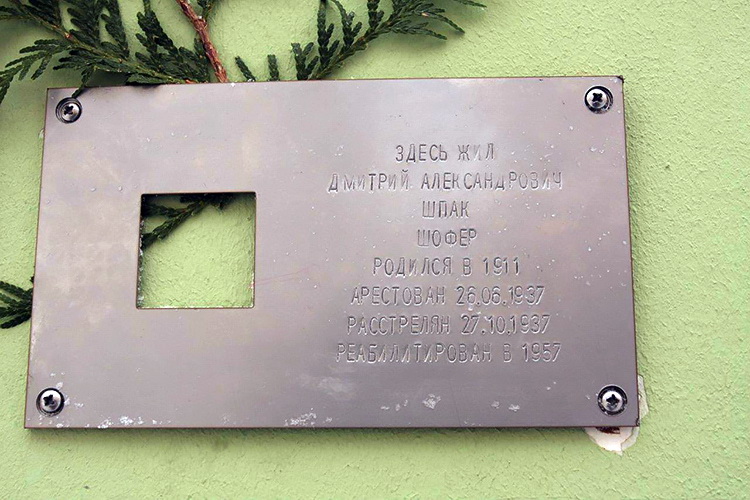 ЗДЕСЬ ЖИЛ
ДМИТРИЙ АЛЕКСАНДРОВИЧ
ШПАК
ШОФЕР
РОДИЛСЯ В 1911
АРЕСТОВАН 26.06.1937
РАССТРЕЛЯН 27.10.1937
РЕАБИЛИТИРОВАН В 1957